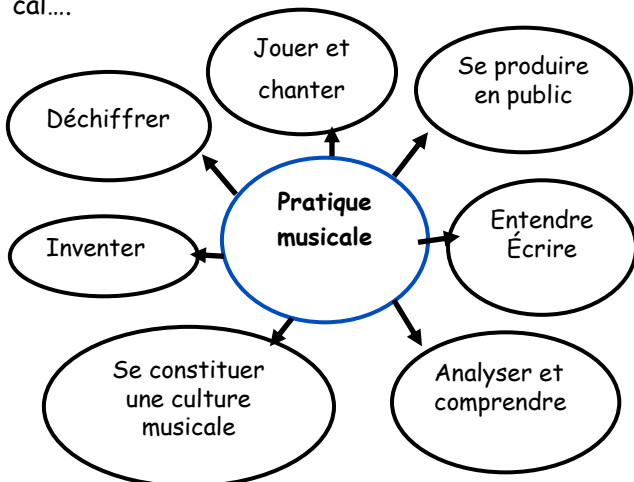 cal….
Jouer et
chanter
Se produire
en public
Déchiffrer
Pratique
musicale
Entendre
Écrire
Inventer
Se constituer
une culture
musicale
Analyser et
comprendre